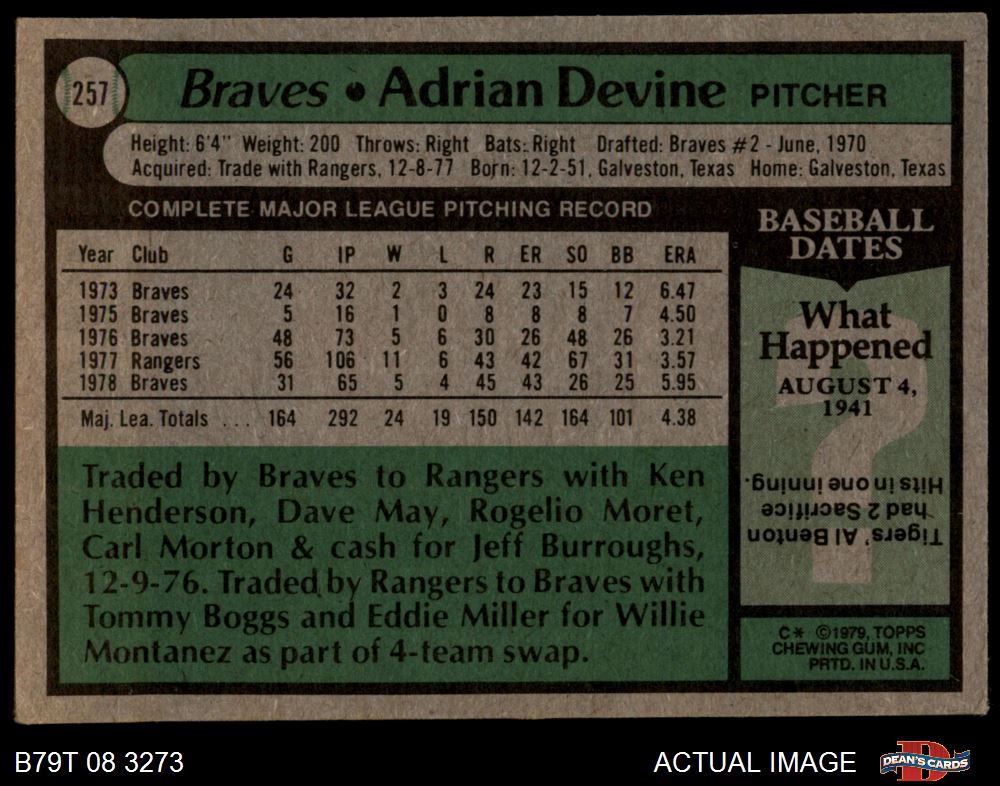 257
Braves • Adrian Devine PITCHER
Height: 6'4" Weight: 200 Throws: Right Bats: Right Drafted: Braves #2 - June, 1970
Acquired: Trade with Rangers, 12-8-77 Born: 12-2-51, Galveston, Texas Home: Galveston, Texas
COMPLETE MAJOR LEAGUE PITCHING RECORD
Year Club G IP W L R ER SO BB ERA
1973 Braves 24 32 2 3 24 23 15 12 6.47
1975 Braves 5 16 1 0 8 8 8 7 4.50
1976 Braves 48 73 5 6 30 26 48 26 3.21
1977 Rangers 56 106 11 6 43 42 67 31 3.57
1978 Braves 31 65 5 4 45 43 26 25 5.95
Maj. Lea. Totals ... 164 292 24 19 150 142 164 101 4.38
Traded by Braves to Rangers with Ken
Henderson, Dave May, Rogelio Moret,
Carl Morton & cash for Jeff Burroughs,
12-9-76. Traded by Rangers to Braves with
Tommy Boggs and Eddie Miller for Willie
Montanez as part of 4-team swap.
BASEBALL
DATES
What
Happened
AUGUST 4,
1941
?
Tigers' Al Benton
had 2 Sacrifice
Hits in one inning.
C* ©1979, TOPPS
CHEWING GUM, INC
PRTD. IN U.S.A.
B79T 08 3273
ACTUAL IMAGE
D
DEAN'S CARDS